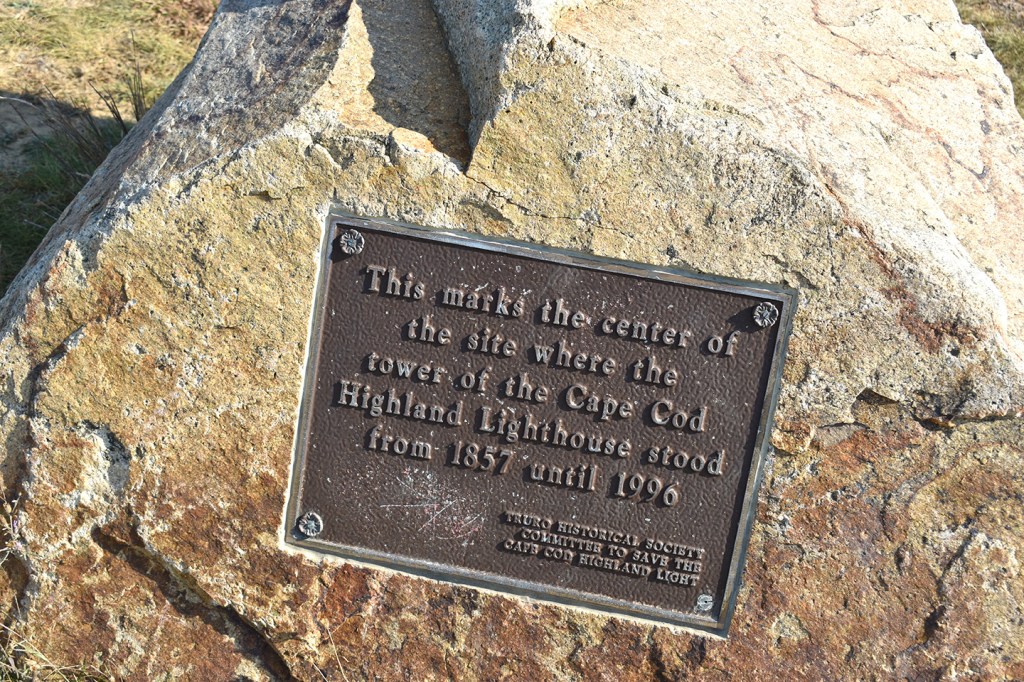 This marks the center of
the site where the
tower of the Cape Cod
Highland Lighthouse stood
from 1857 until 1996
TRURO HISTORICAL SOCIETY
COMMITTEE TO SAVE THE
CAPE COD HIGHLAND LIGHT